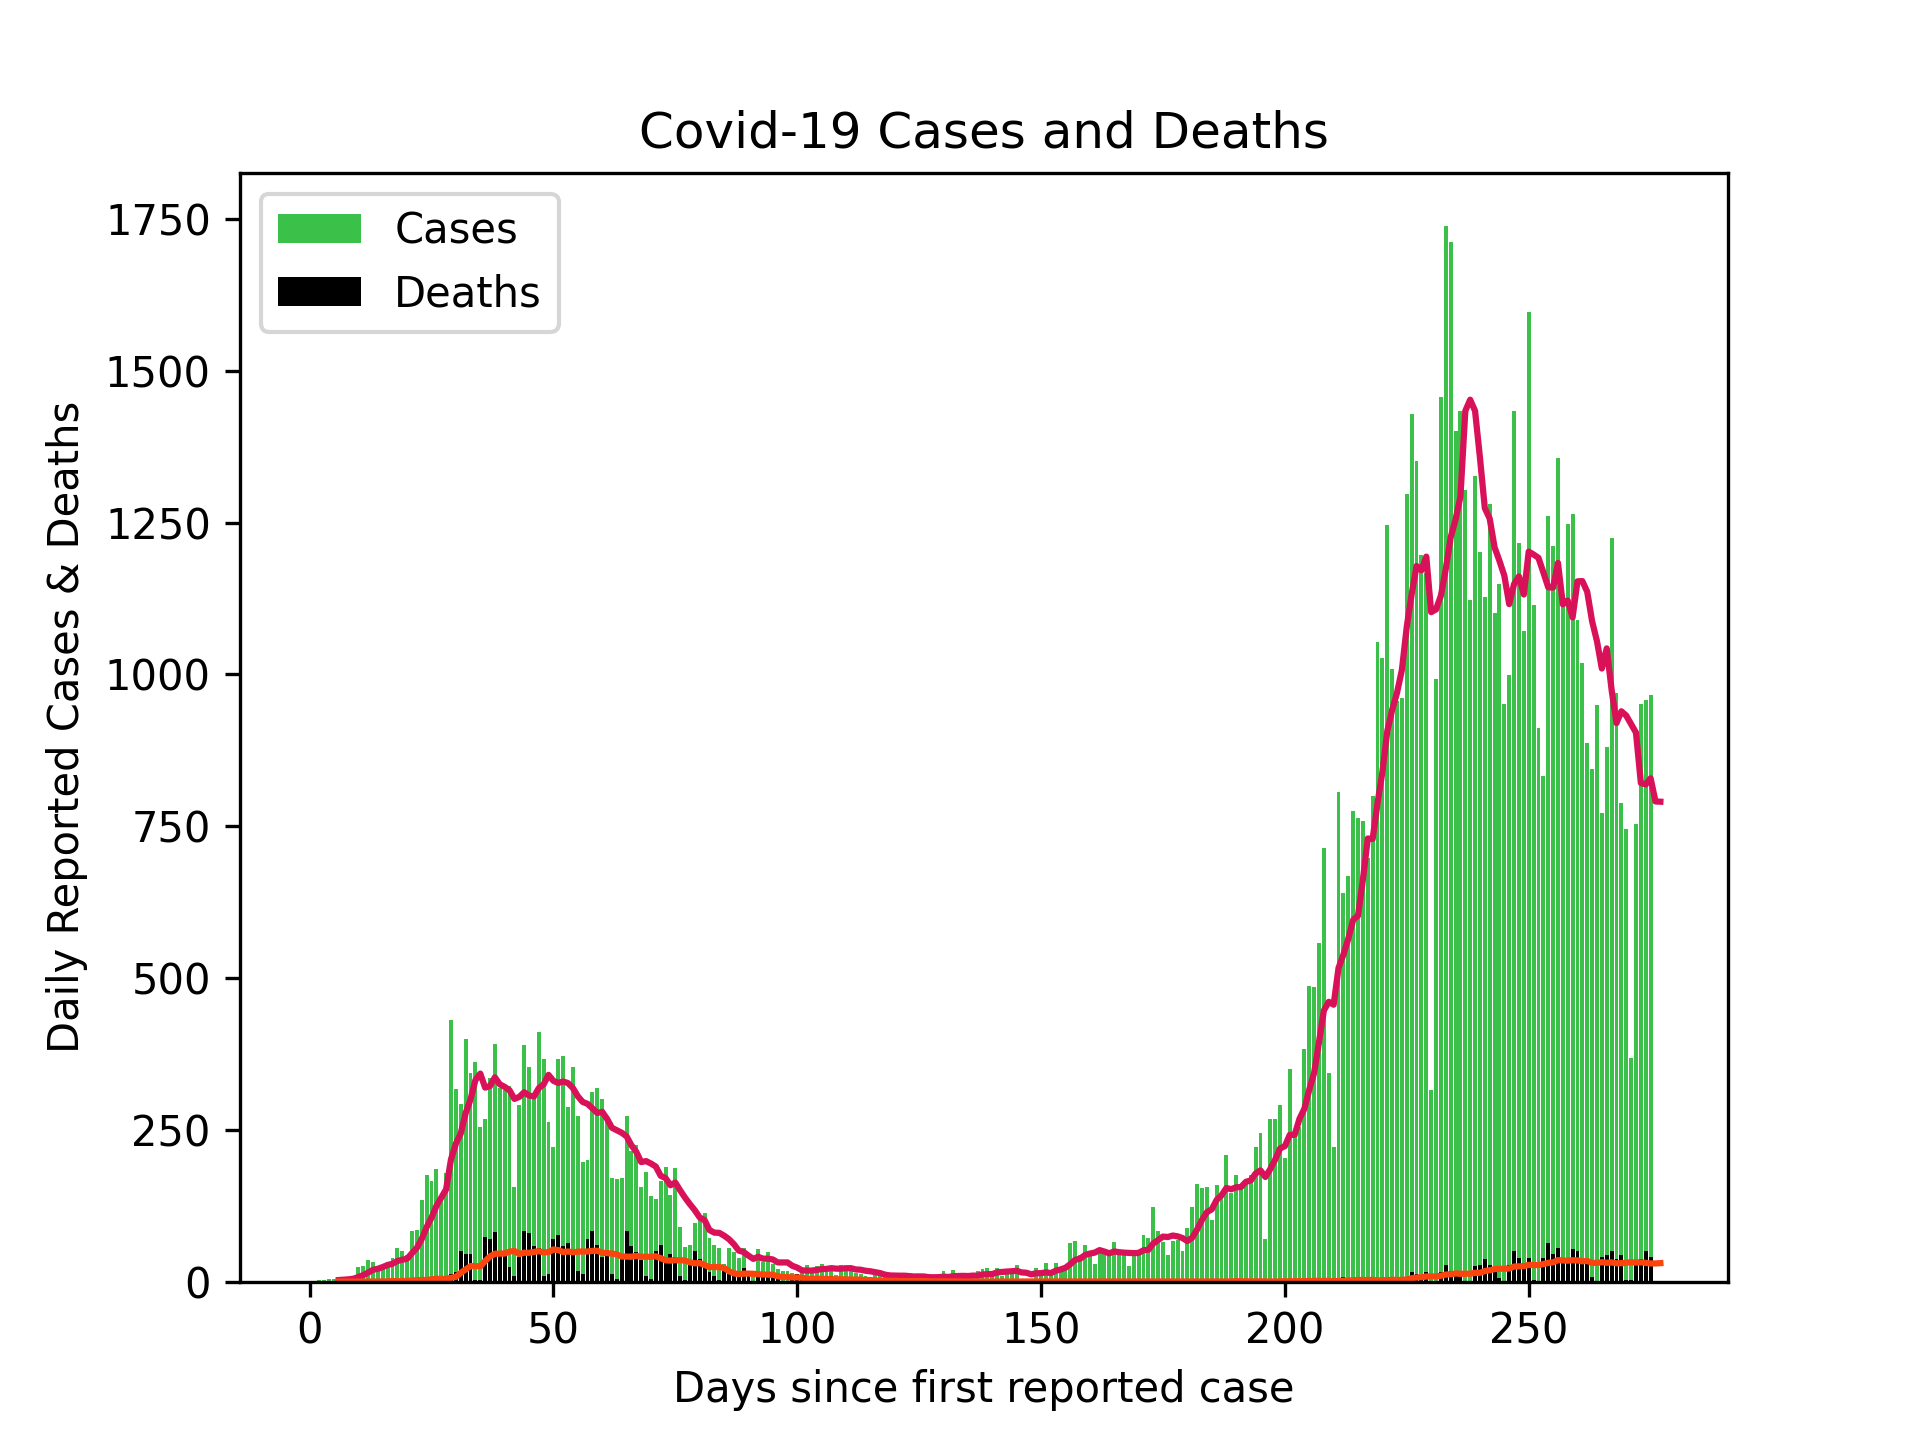 Covid-19 Cases and Deaths
Cases
Deaths
1750
1500
1250
1000
750
500
250
0
Daily Reported Cases & Deaths
0 50 100 150 200 250
Days since first reported case